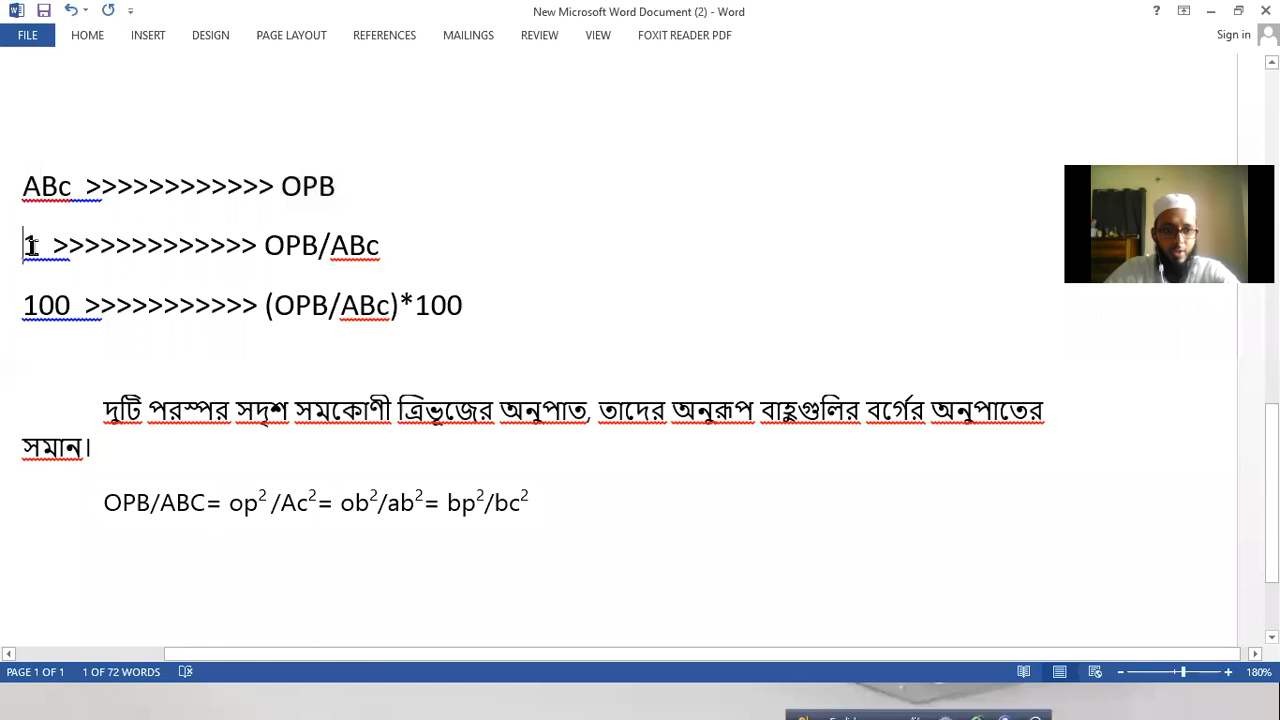 New Microsoft Word Document (2) - Word
?
FILE HOME INSERT DESIGN PAGE LAYOUT REFERENCES MAILINGS REVIEW VIEW FOXIT READER PDF Sign in
ABc >>>>>>>>>>>> OPB
1 >>>>>>>>>>>>> OPB/ABc
100 >>>>>>>>>>> (OPB/ABc)*100
দুটি পরস্পর সদৃশ সমকোণী ত্রিভূজের অনুপাত, তাদের অনুরূপ বাহুগুলির বর্গের অনুপাতের
সমান।
OPB/ABC= op² /Ac²= ob²/ab²= bp²/bc²
PAGE 1 OF 1 1 OF 72 WORDS 180%